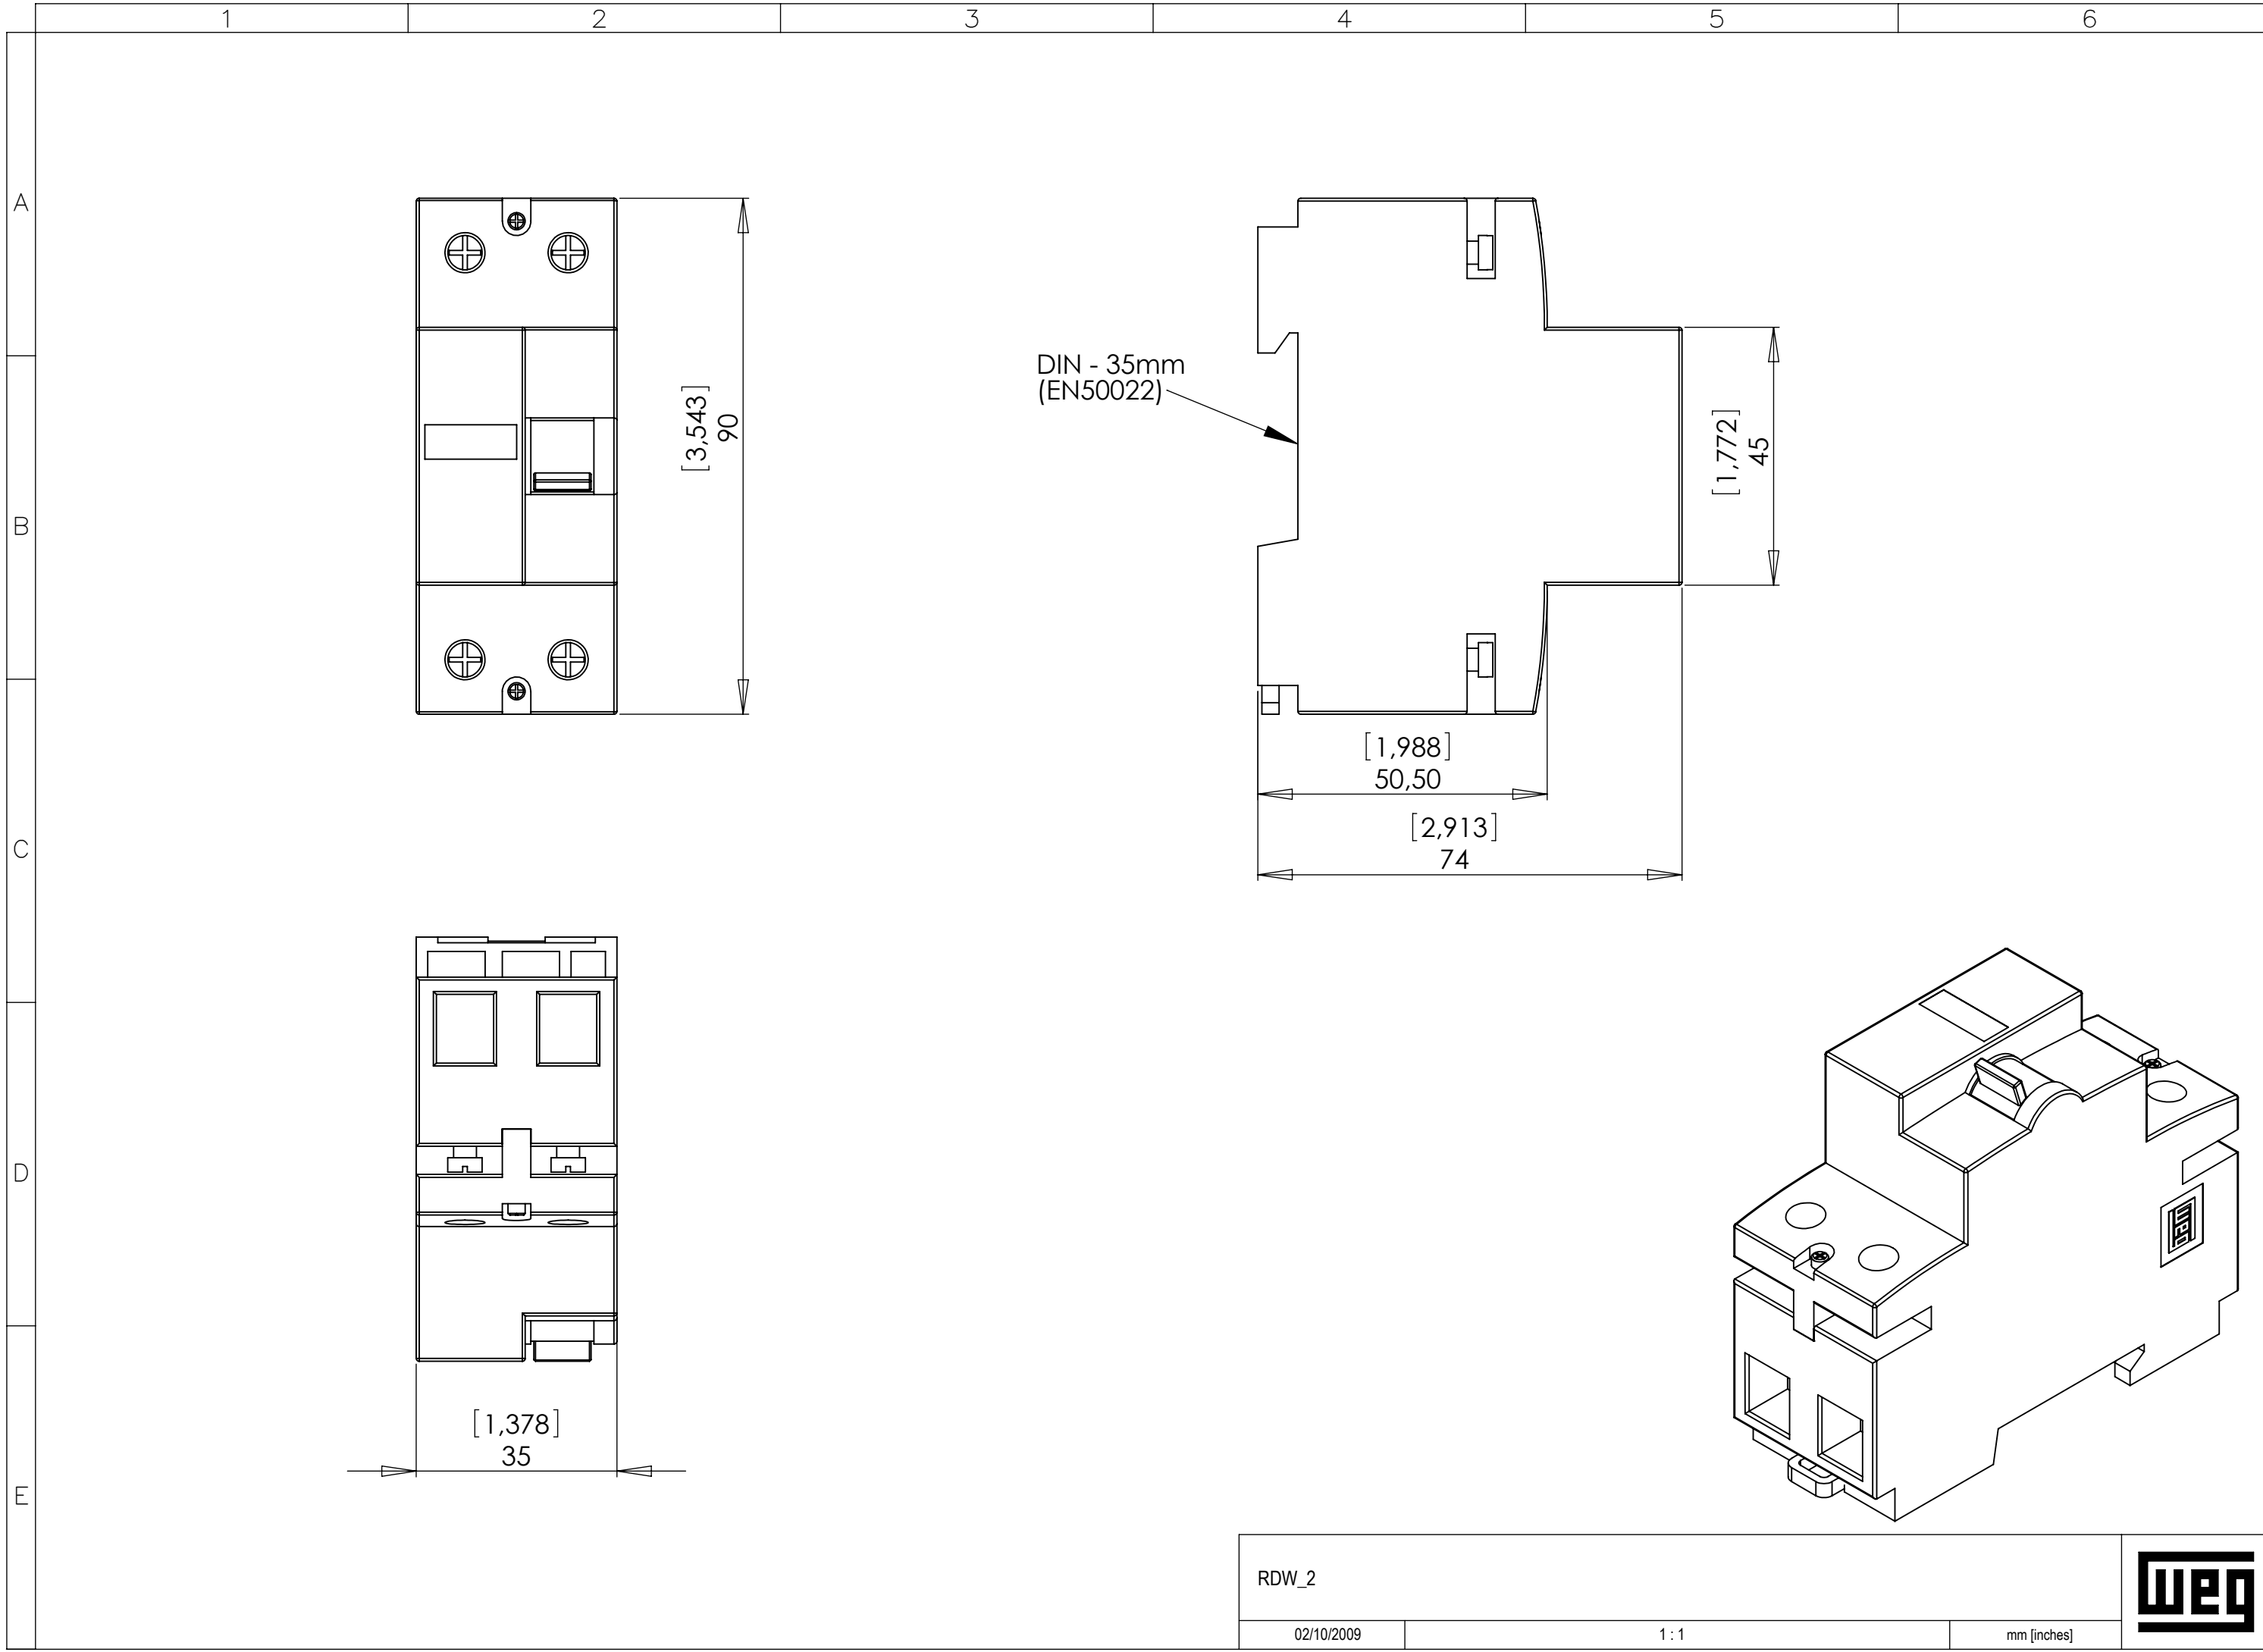 1
2
3
4
5
6
A
B
C
D
E
[3,543]
90
DIN - 35mm
(EN50022)
[1,772]
45
[1,988]
50,50
[2,913]
74
[1,378]
35
weg
RDW_2
02/10/2009
1 : 1
mm [inches]
weg